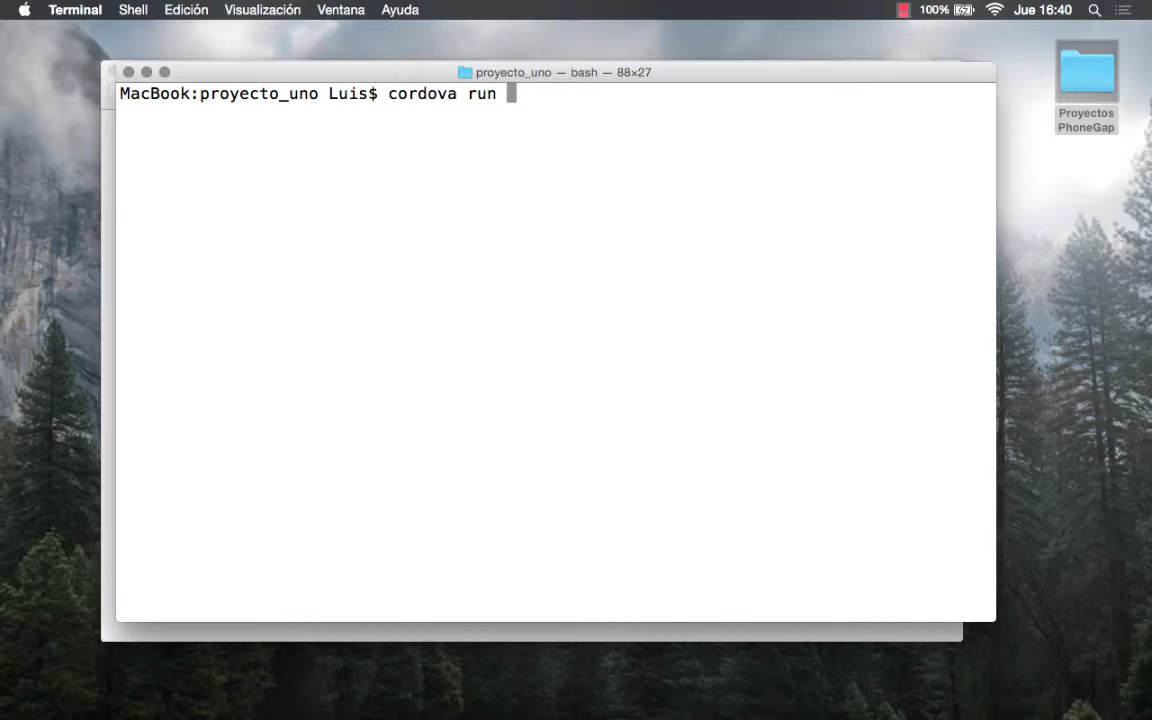 Terminal Shell Edición Visualización Ventana Ayuda 100% Jue 16:40
proyecto_uno — bash — 88×27
MacBook:proyecto_uno Luis$ cordova run
Proyectos
PhoneGap